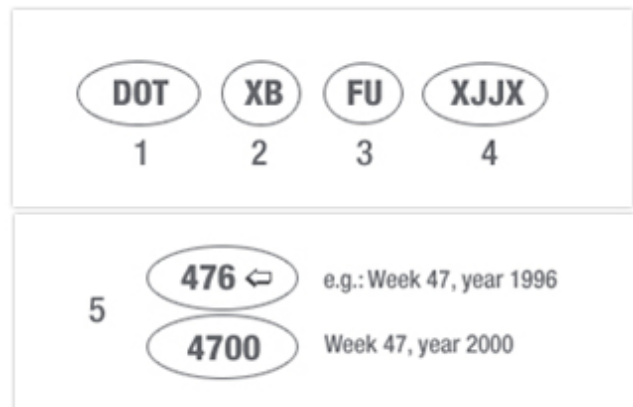 DOT XB FU XJJX
1 2 3 4
476 ⇦ e.g.: Week 47, year 1996
5
4700 Week 47, year 2000